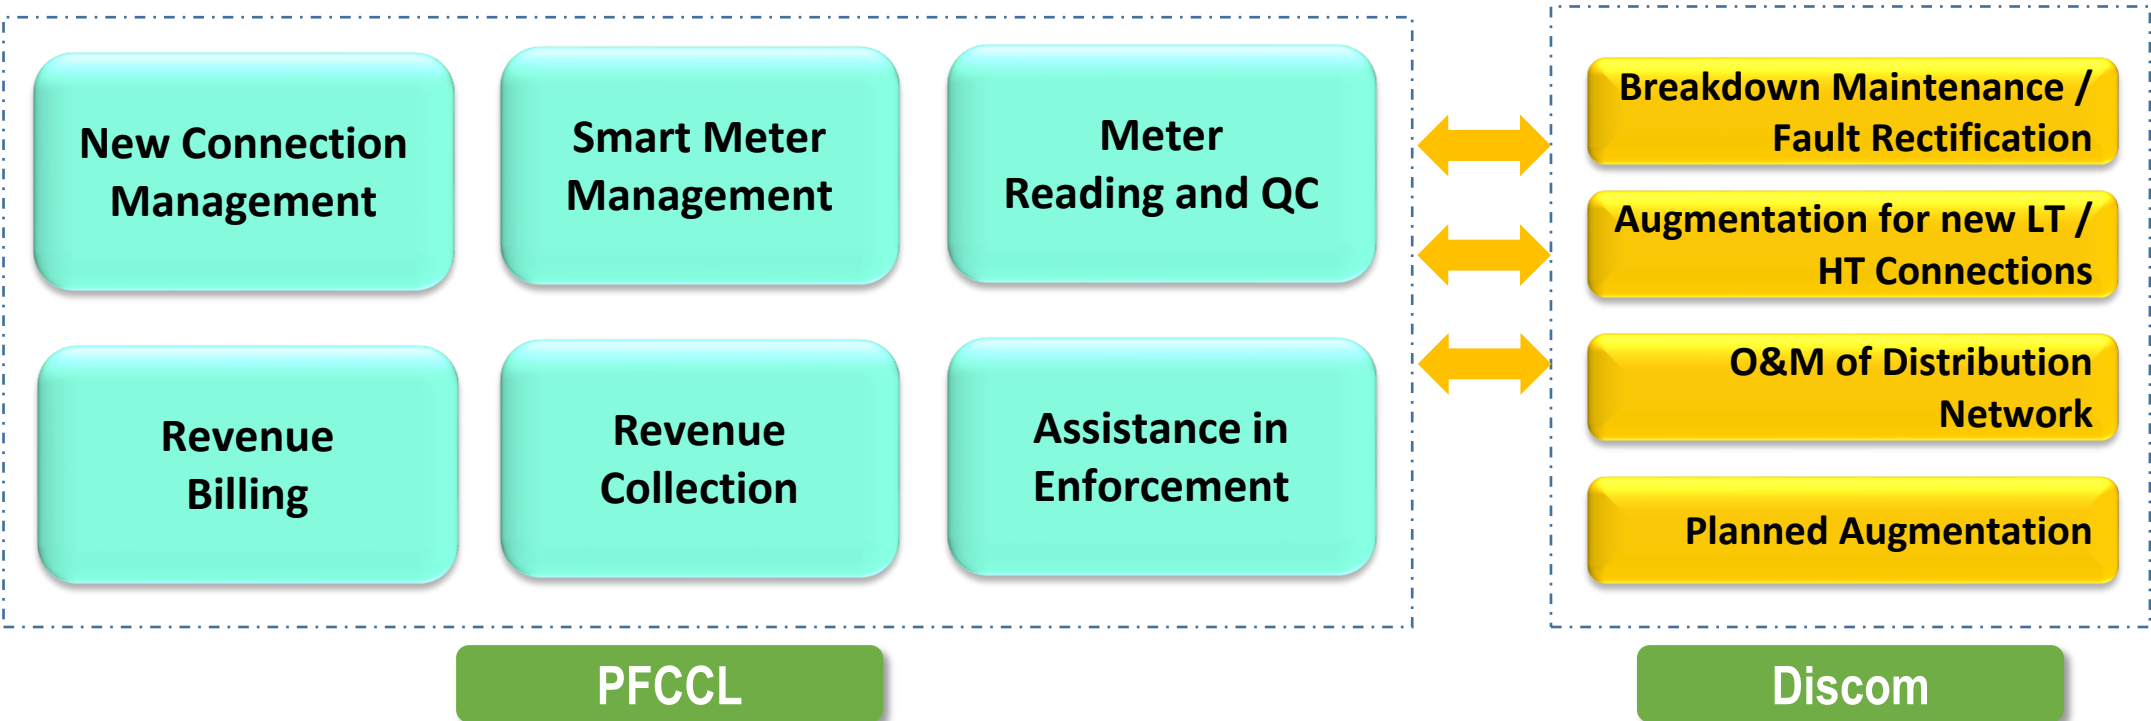 New Connection
Management
Smart Meter
Management
Meter
Reading and QC
Revenue
Billing
Revenue
Collection
Assistance in
Enforcement
PFCCL
Breakdown Maintenance /
Fault Rectification
Augmentation for new LT /
HT Connections
O&M of Distribution
Network
Planned Augmentation
Discom